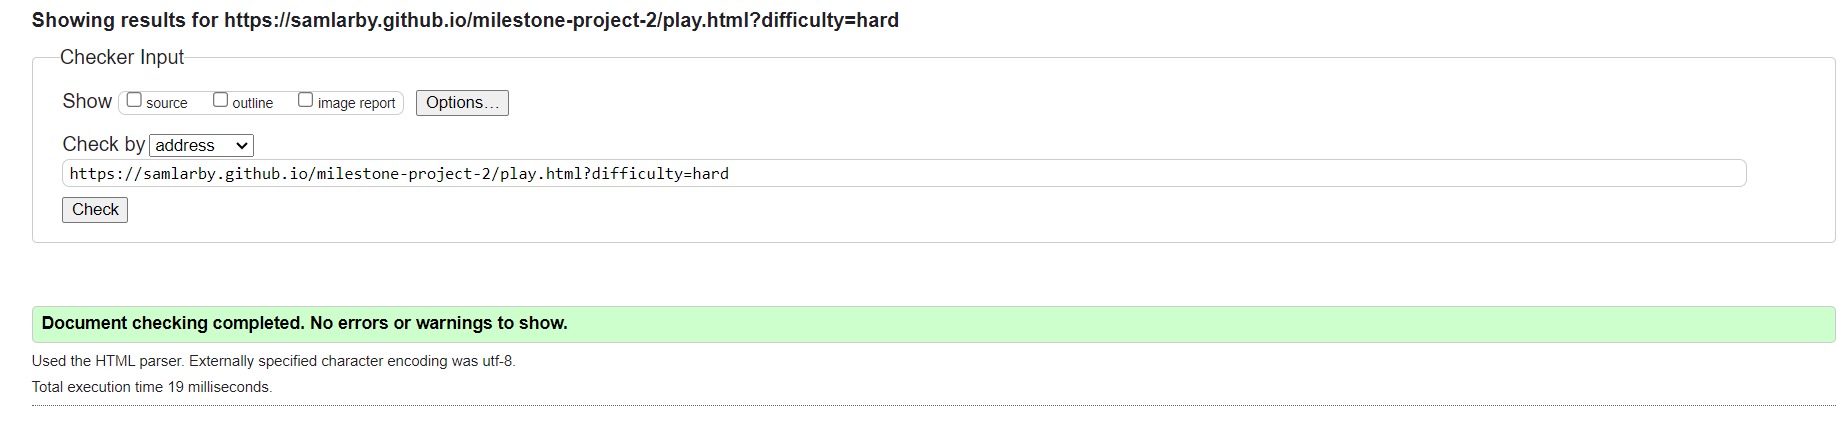 Showing results for https://samlarby.github.io/milestone-project-2/play.html?difficulty=hard
Checker Input
Show source outline image report Options...
Check by address
https://samlarby.github.io/milestone-project-2/play.html?difficulty=hard
Check
Document checking completed. No errors or warnings to show.
Used the HTML parser. Externally specified character encoding was utf-8.
Total execution time 19 milliseconds.